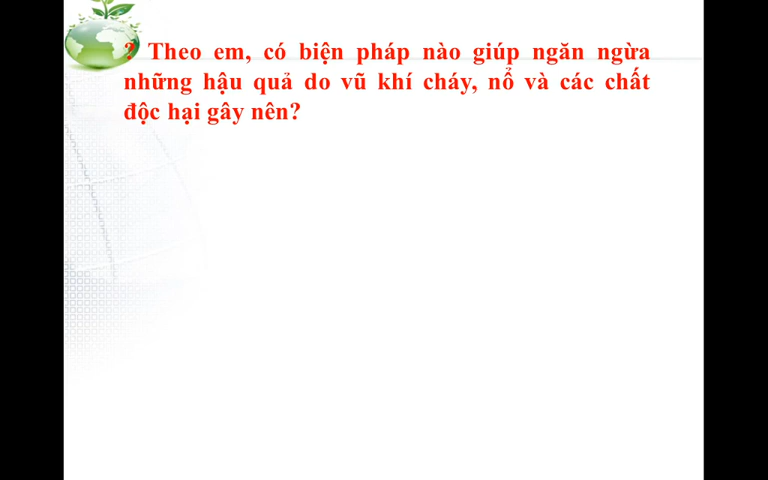 ? Theo em, có biện pháp nào giúp ngăn ngừa
những hậu quả do vũ khí cháy, nổ và các chất
độc hại gây nên?